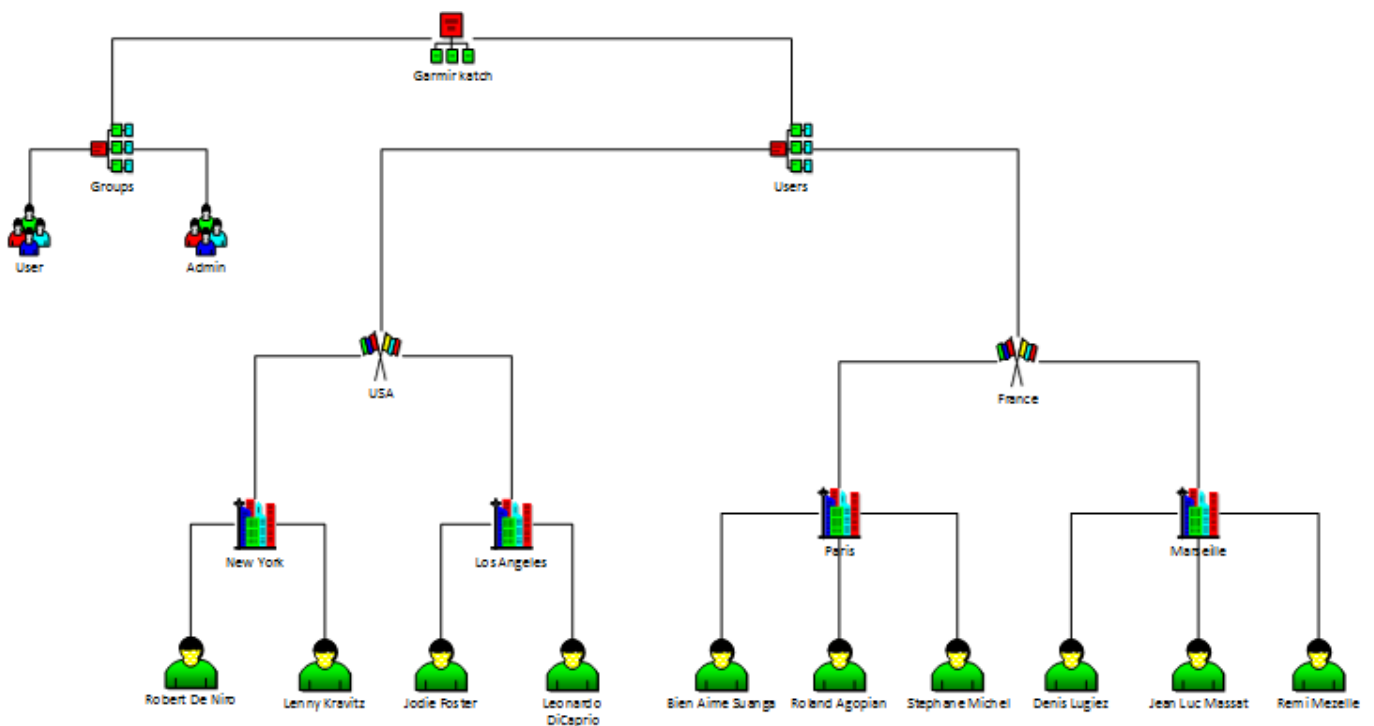 Garmir katch
Groups
Users
User
Admin
USA
France
New York
Los Angeles
Paris
Marseille
Robert De Niro
Lenny Kravitz
Jodie Foster
Leonardo
DiCaprio
Bien Aime Suanga
Roland Agopian
Stephane Michel
Denis Lugiez
Jean Luc Massat
Remi Mezelle